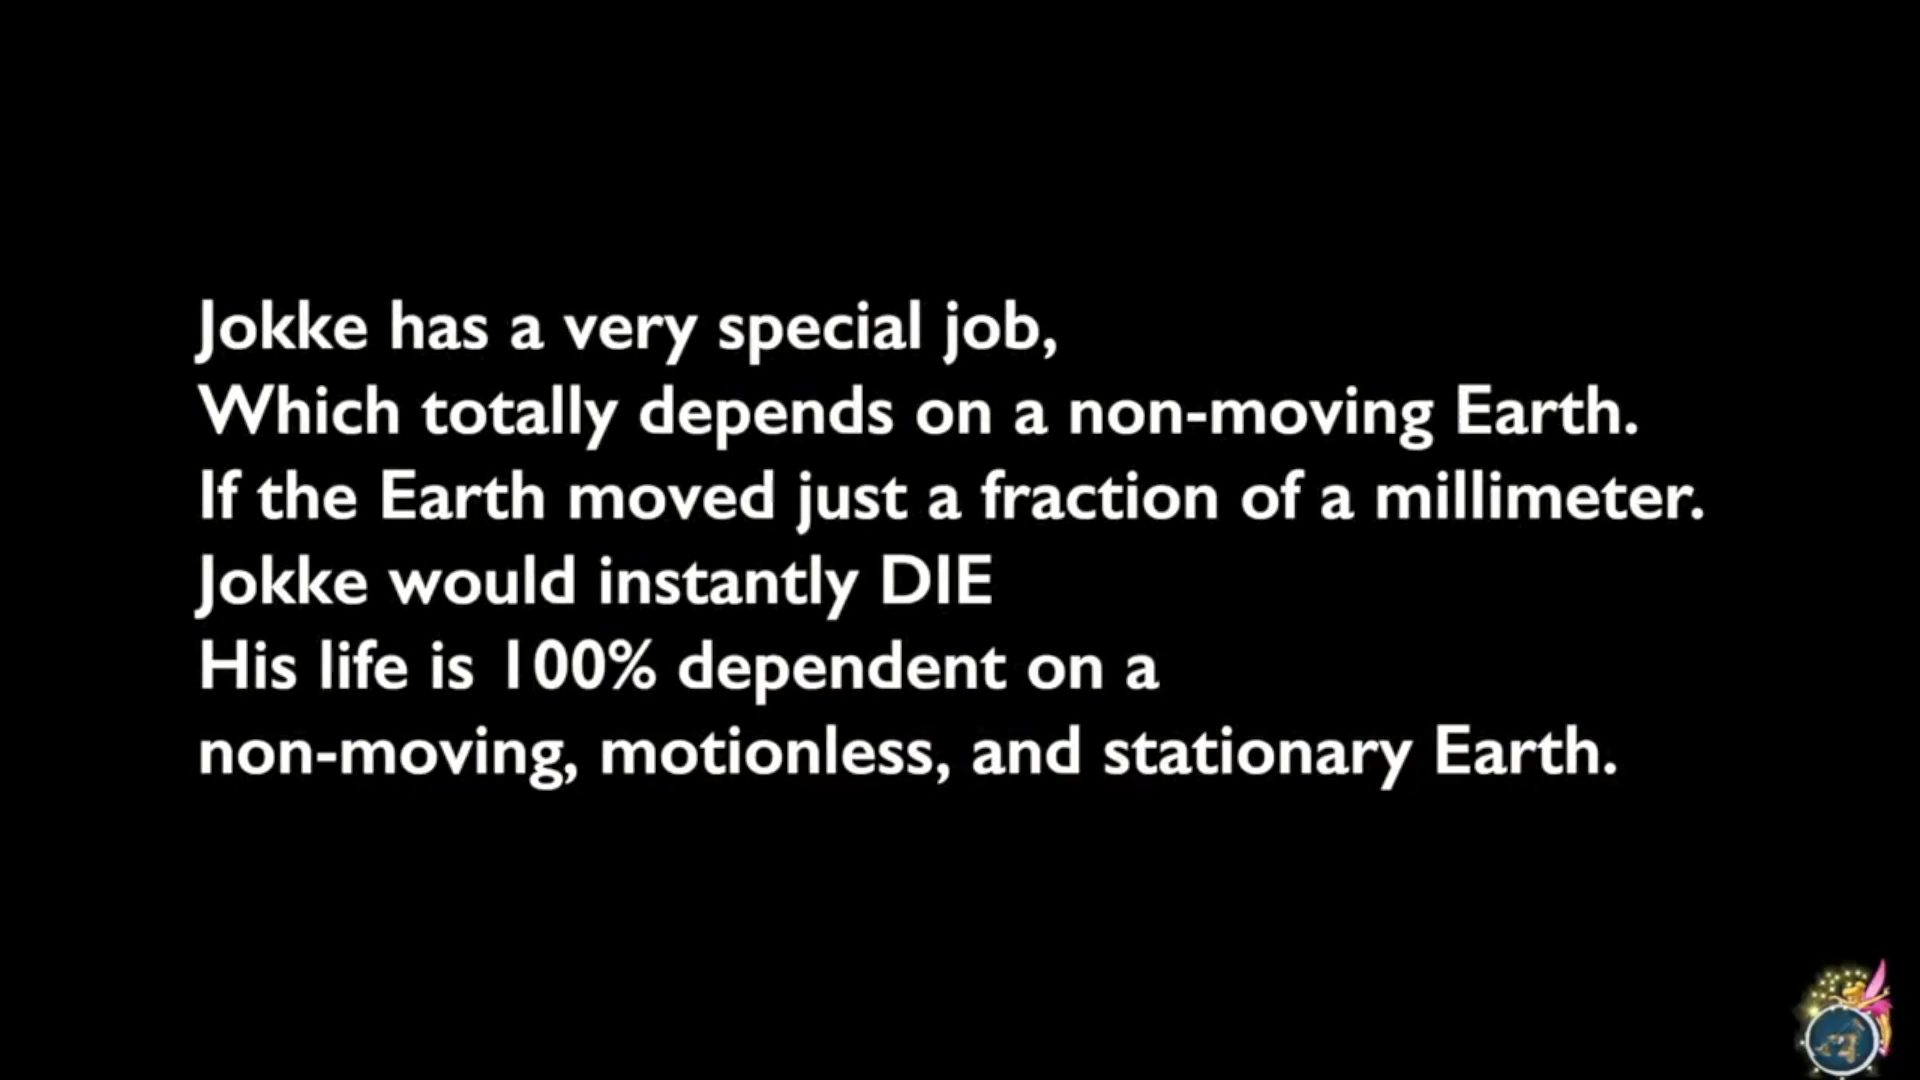 Jokke has a very special job,
Which totally depends on a non-moving Earth.
If the Earth moved just a fraction of a millimeter.
Jokke would instantly DIE
His life is 100% dependent on a
non-moving, motionless, and stationary Earth.